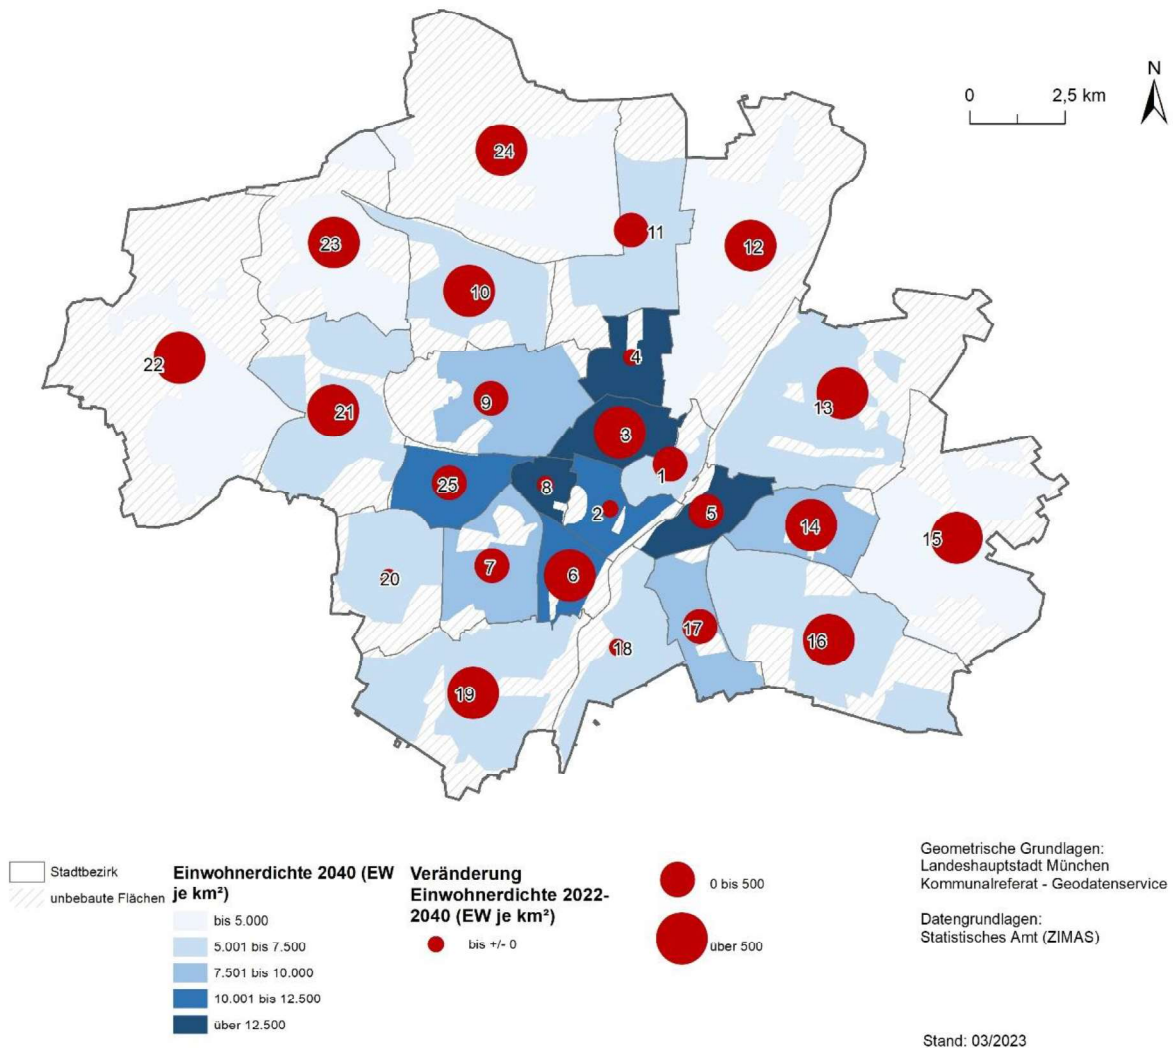 N
0 2,5 km
24
23
11
12
10
22
4
21
9
13
3
1
25
8
2
5
14
15
20
7
6
17
18
16
19
Stadtbezirk
unbebaute Flächen
Einwohnerdichte 2040 (EW
je km²)
bis 5.000
5.001 bis 7.500
7.501 bis 10.000
10.001 bis 12.500
über 12.500
Veränderung
Einwohnerdichte 2022-
2040 (EW je km²)
bis +/- 0
0 bis 500
über 500
Geometrische Grundlagen:
Landeshauptstadt München
Kommunalreferat - Geodatenservice
Datengrundlagen:
Statistisches Amt (ZIMAS)
Stand: 03/2023